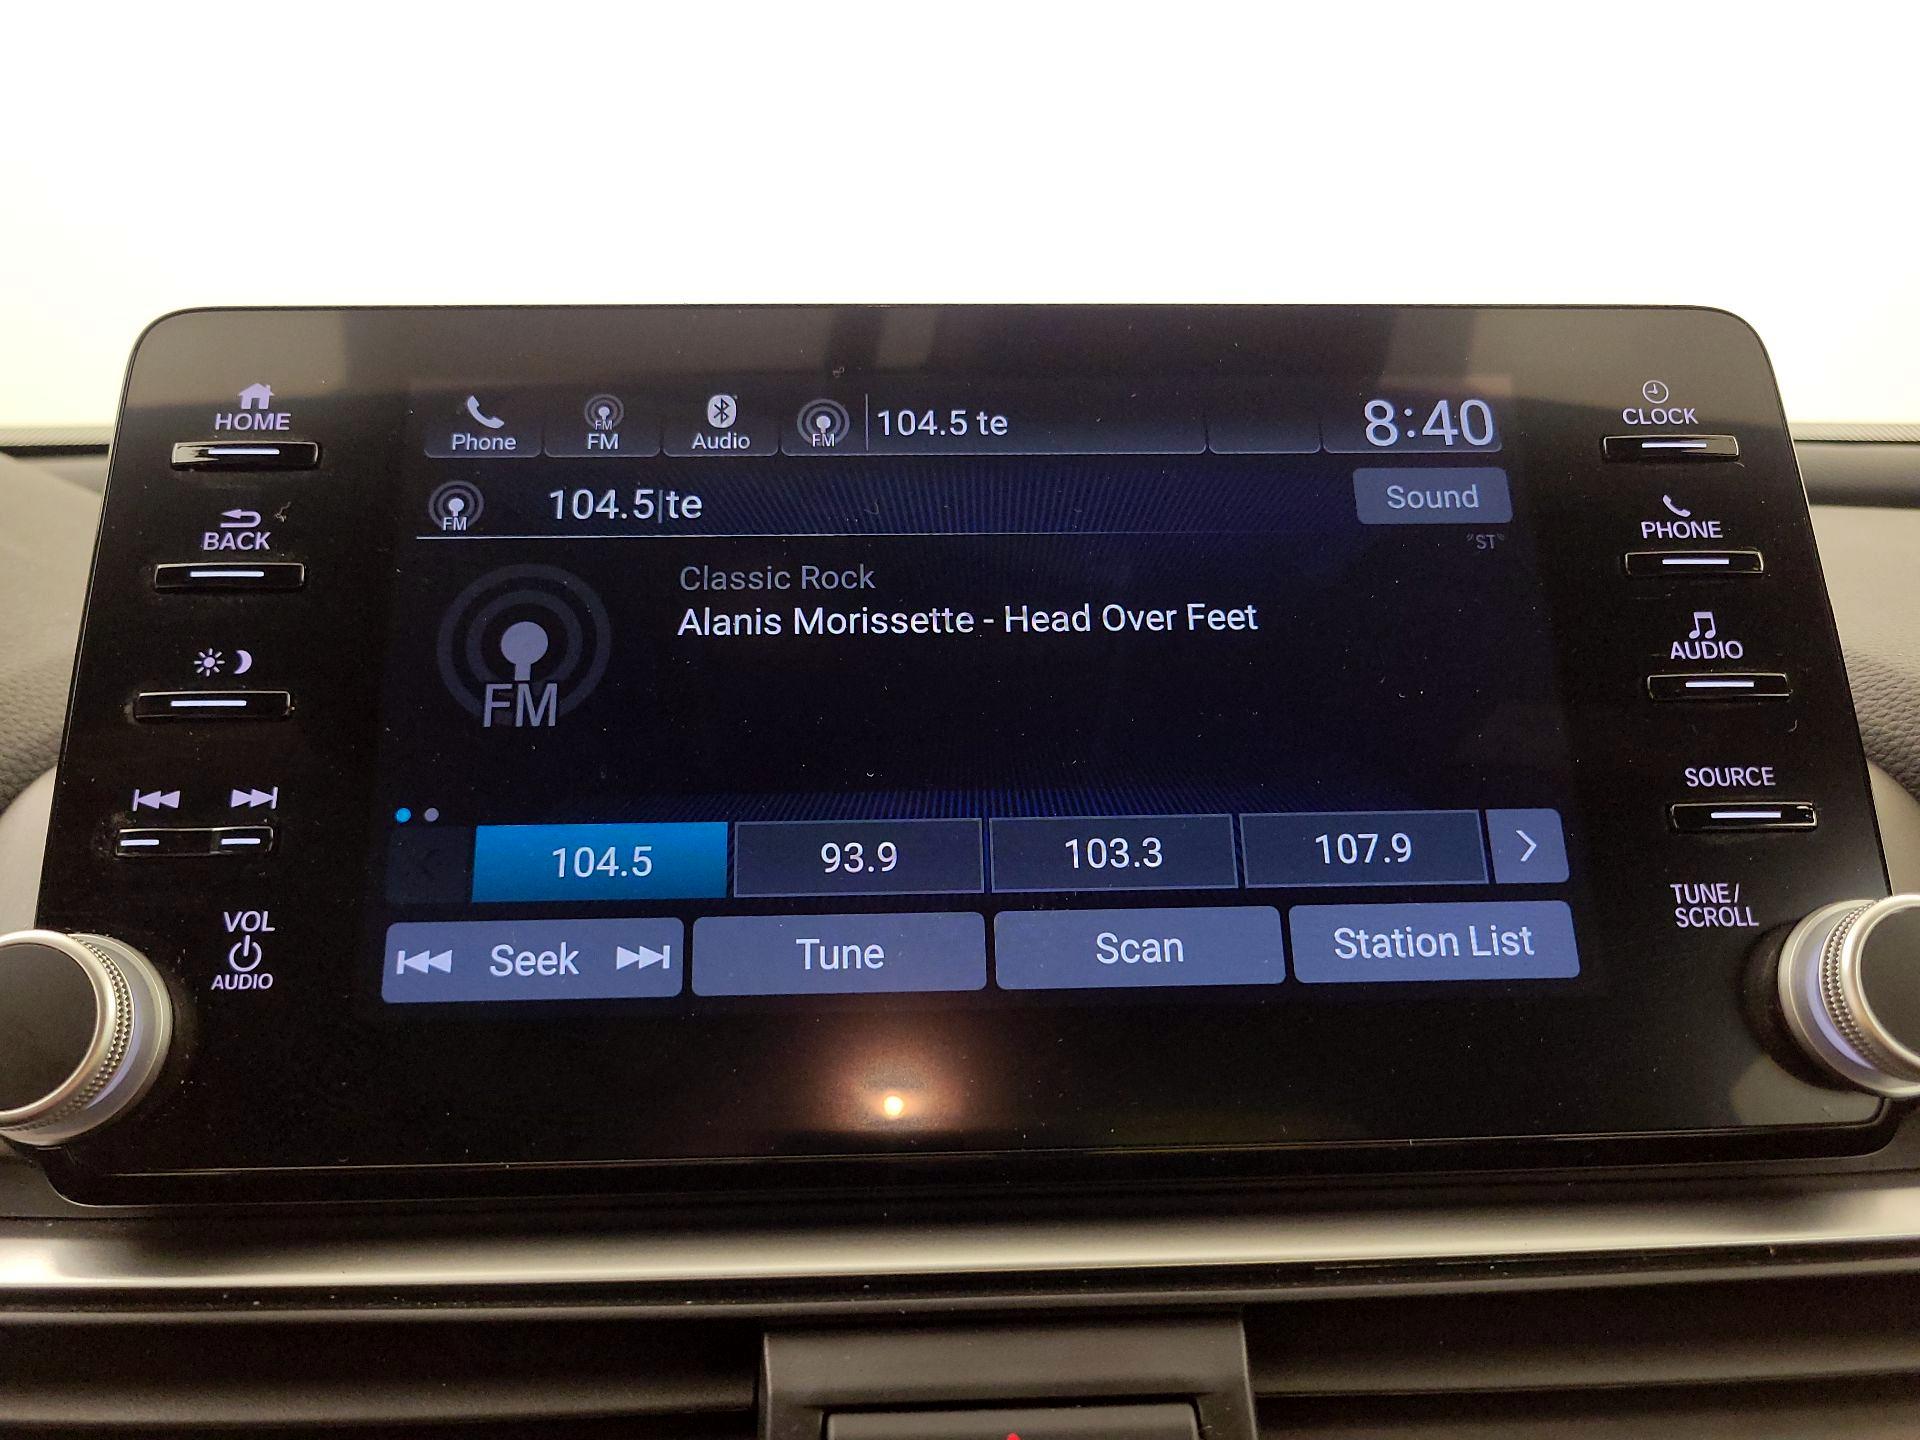 HOME
Phone
FM
FM
Audio
FM
104.5 te
8:40
CLOCK
BACK
FM
104.5|te
Sound
PHONE
"ST"
Classic Rock
Alanis Morissette - Head Over Feet
FM
AUDIO
SOURCE
104.5
93.9
103.3
107.9
VOL
AUDIO
Seek
Tune
Scan
Station List
TUNE/
SCROLL